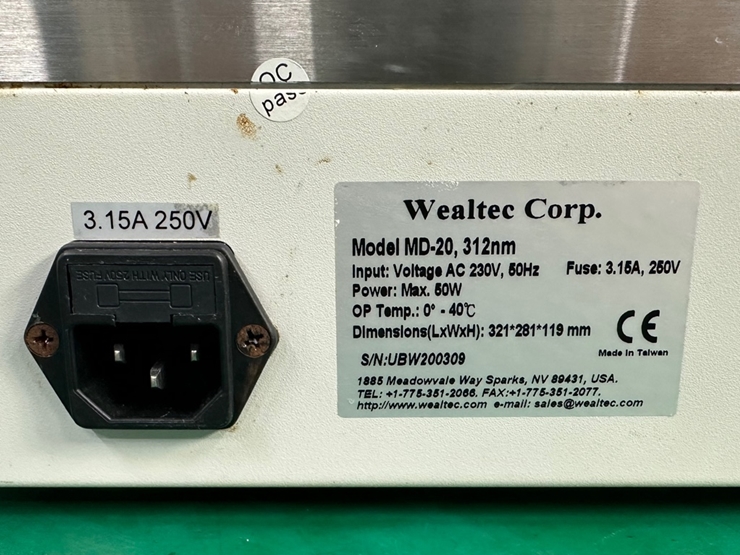 QC
pass
3.15A 250V
USE ONLY WITH 250V FUSE
Wealtec Corp.
Model MD-20, 312nm
Input: Voltage AC 230V, 50Hz Fuse: 3.15A, 250V
Power: Max. 50W
OP Temp.: 0° - 40℃
Dimensions(LxWxH): 321*281*119 mm
CE
Made In Taiwan
S/N:UBW200309
1885 Meadowvale Way Sparks, NV 89431, USA.
TEL: +1-775-351-2066. FAX:+1-775-351-2077.
http://www.wealtec.com e-mail: sales@wealtec.com